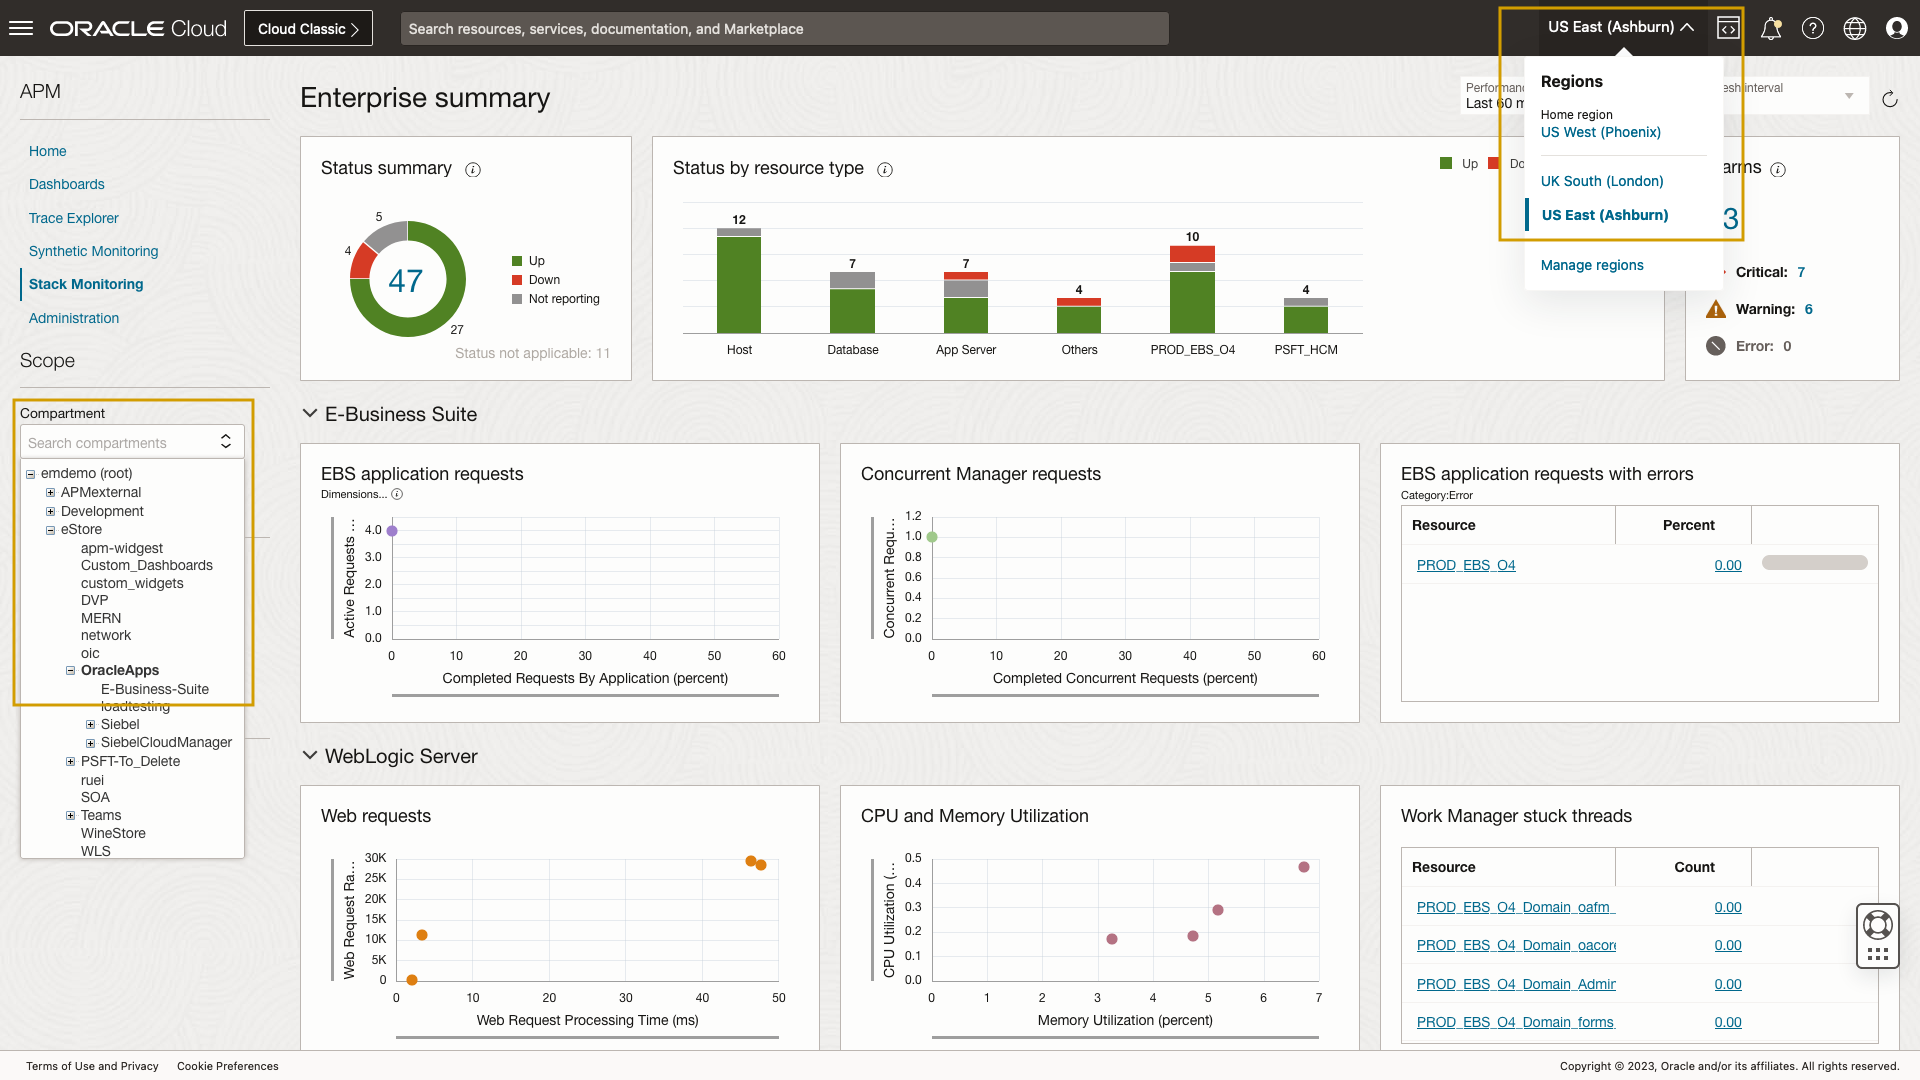 ORACLE Cloud
Cloud Classic
Search resources, services, documentation, and Marketplace
US East (Ashburn)
APM
Home
Dashboards
Trace Explorer
Synthetic Monitoring
Stack Monitoring
Administration
Scope
Compartment
Search compartments
emdemo (root)
APMexternal
Development
eStore
apm-widgest
Custom_Dashboards
custom_widgets
DVP
MERN
network
oic
OracleApps
E-Business-Suite
loadtesting
Siebel
SiebelCloudManager
PSFT-To_Delete
ruei
SOA
Teams
WineStore
WLS
Enterprise summary
Performanc
Last 60 m
esh interval
Regions
Home region
US West (Phoenix)
UK South (London)
US East (Ashburn)
Manage regions
Status summary
5
4
47
27
Up
Down
Not reporting
Status not applicable: 11
Status by resource type
Up
Do
12
7
7
4
10
4
Host
Database
App Server
Others
PROD_EBS_O4
PSFT_HCM
arms
3
Critical: 7
Warning: 6
Error: 0
E-Business Suite
EBS application requests
Dimensions...
Active Requests ...
4.0
3.0
2.0
1.0
0.0
0 10 20 30 40 50 60
Completed Requests By Application (percent)
Concurrent Manager requests
Concurrent Requ...
1.2
1.0
0.8
0.6
0.4
0.2
0.0
0 10 20 30 40 50 60
Completed Concurrent Requests (percent)
EBS application requests with errors
Category:Error
Resource Percent
PROD_EBS_O4 0.00
WebLogic Server
Web requests
Web Request Ra...
30K
25K
20K
15K
10K
5K
0
0 10 20 30 40 50
Web Request Processing Time (ms)
CPU and Memory Utilization
CPU Utilization (...
0.5
0.4
0.3
0.2
0.1
0.0
0 1 2 3 4 5 6 7
Memory Utilization (percent)
Work Manager stuck threads
Resource Count
PROD_EBS_O4_Domain_oafm_ 0.00
PROD_EBS_O4_Domain_oacore 0.00
PROD_EBS_O4_Domain_Admin 0.00
PROD_EBS_O4_Domain_forms 0.00
Terms of Use and Privacy Cookie Preferences
Copyright © 2023, Oracle and/or its affiliates. All rights reserved.